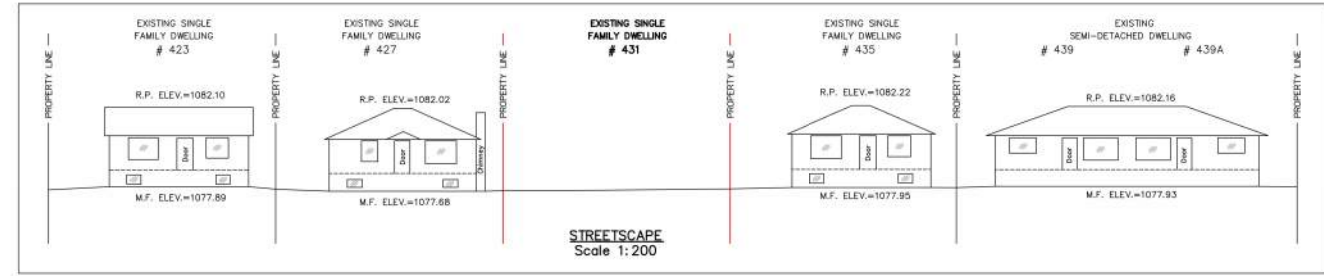 EXISTING SINGLE
FAMILY DWELLING
# 423
EXISTING SINGLE
FAMILY DWELLING
# 427
EXISTING SINGLE
FAMILY DWELLING
# 431
EXISTING SINGLE
FAMILY DWELLING
# 435
EXISTING
SEMI-DETACHED DWELLING
# 439 # 439A
PROPERTY LINE
PROPERTY LINE
PROPERTY LINE
PROPERTY LINE
PROPERTY LINE
PROPERTY LINE
R.P. ELEV.=1082.10
R.P. ELEV.=1082.02
R.P. ELEV.=1082.22
R.P. ELEV.=1082.16
Door
Door
Chimney
Door
Door
Door
M.F. ELEV.=1077.89
M.F. ELEV.=1077.68
M.F. ELEV.=1077.95
M.F. ELEV.=1077.93
STREETSCAPE
Scale 1:200